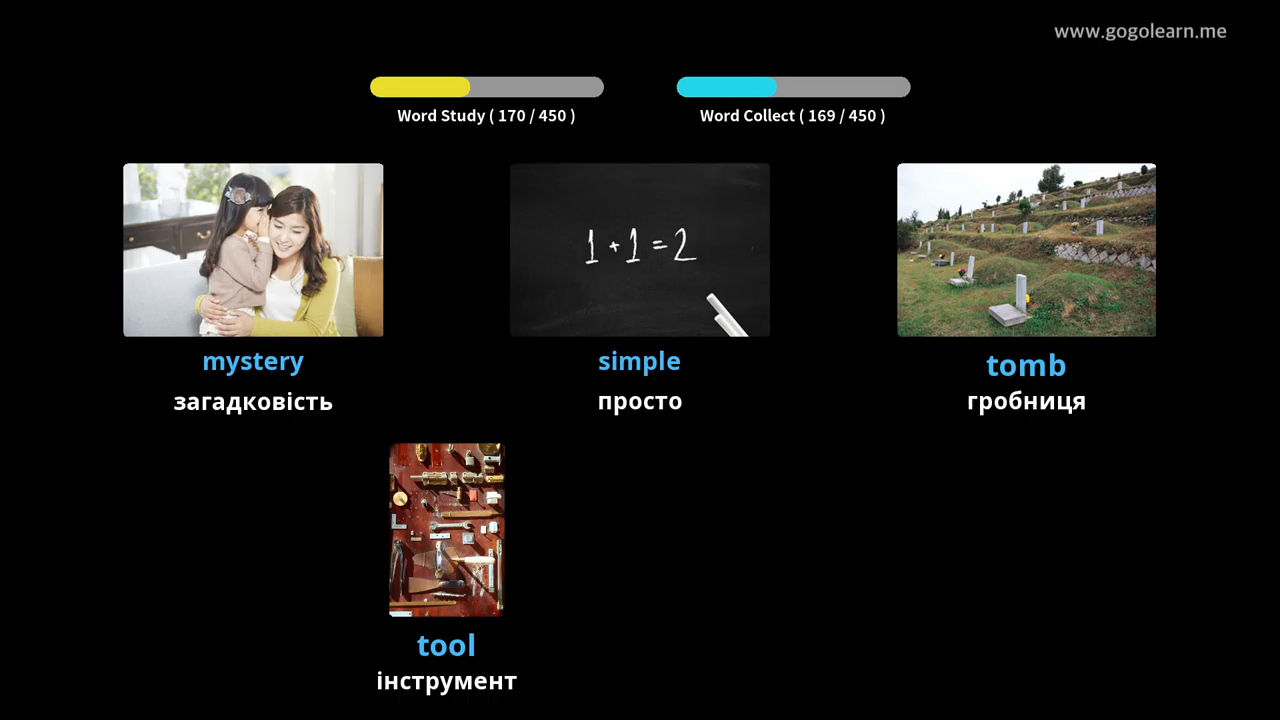 www.gogolearn.me
Word Study ( 170 / 450 )
Word Collect ( 169 / 450 )
1 + 1 = 2
mystery
simple
tomb
загадковість
просто
гробниця
tool
інструмент